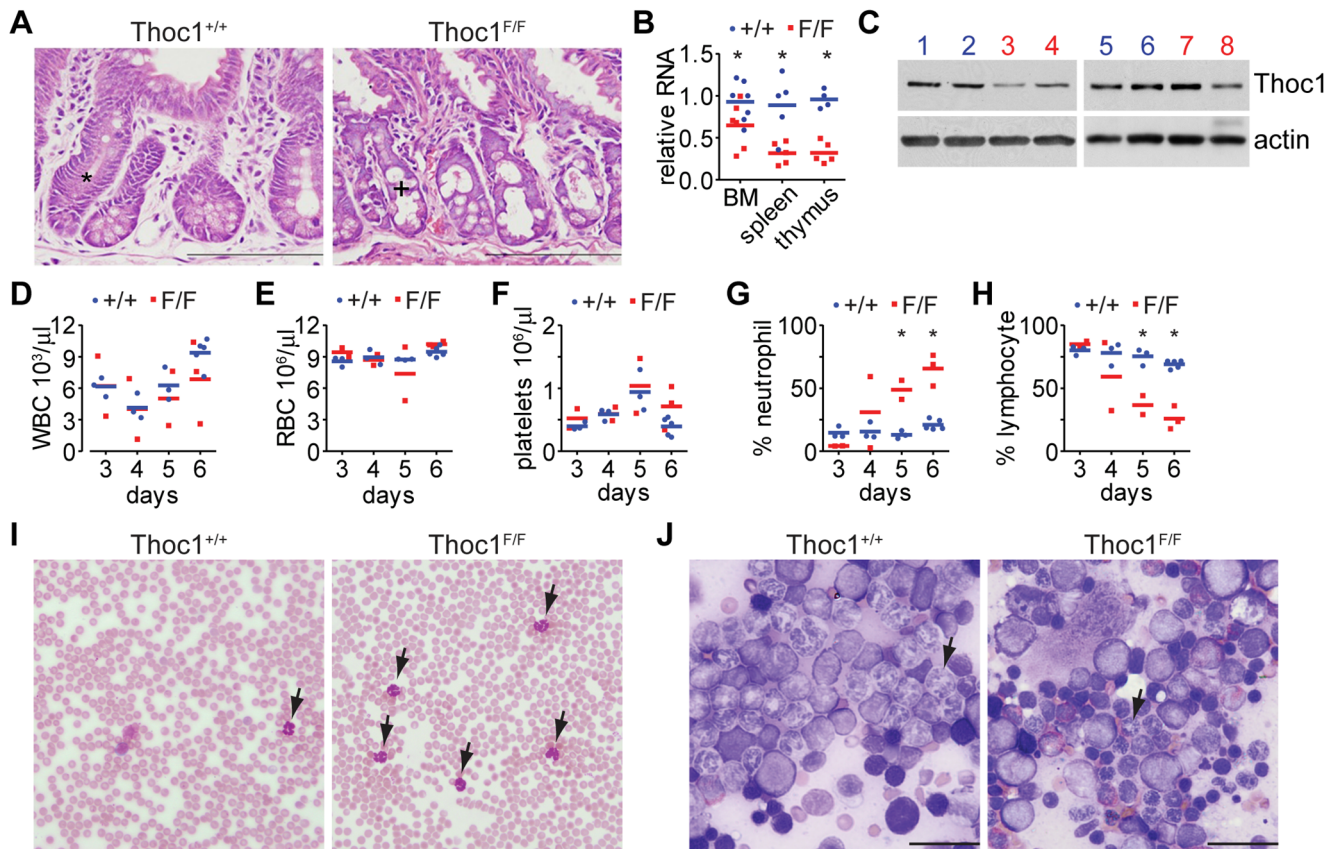 A
Thoc1+/+
Thoc1F/F
*
+
B
+/+ F/F
relative RNA
* * *
1.5
1.0
0.5
0.0
BM
spleen
thymus
C
1 2 3 4 5 6 7 8
Thoc1
actin
D
+/+ F/F
WBC 10³/µl
12
9
6
3
0
3 4 5 6
days
E
+/+ F/F
RBC 10⁶/µl
12
9
6
3
0
3 4 5 6
days
F
+/+ F/F
platelets 10⁶/µl
2
1
0
3 4 5 6
days
G
+/+ F/F
% neutrophil
* *
100
50
0
3 4 5 6
days
H
+/+ F/F
% lymphocyte
* *
100
50
0
3 4 5 6
days
I
Thoc1+/+
Thoc1F/F
J
Thoc1+/+
Thoc1F/F